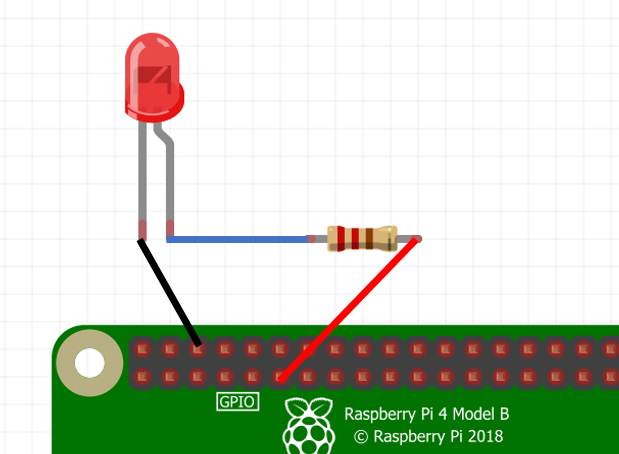 GPIO
Raspberry Pi 4 Model B
© Raspberry Pi 2018